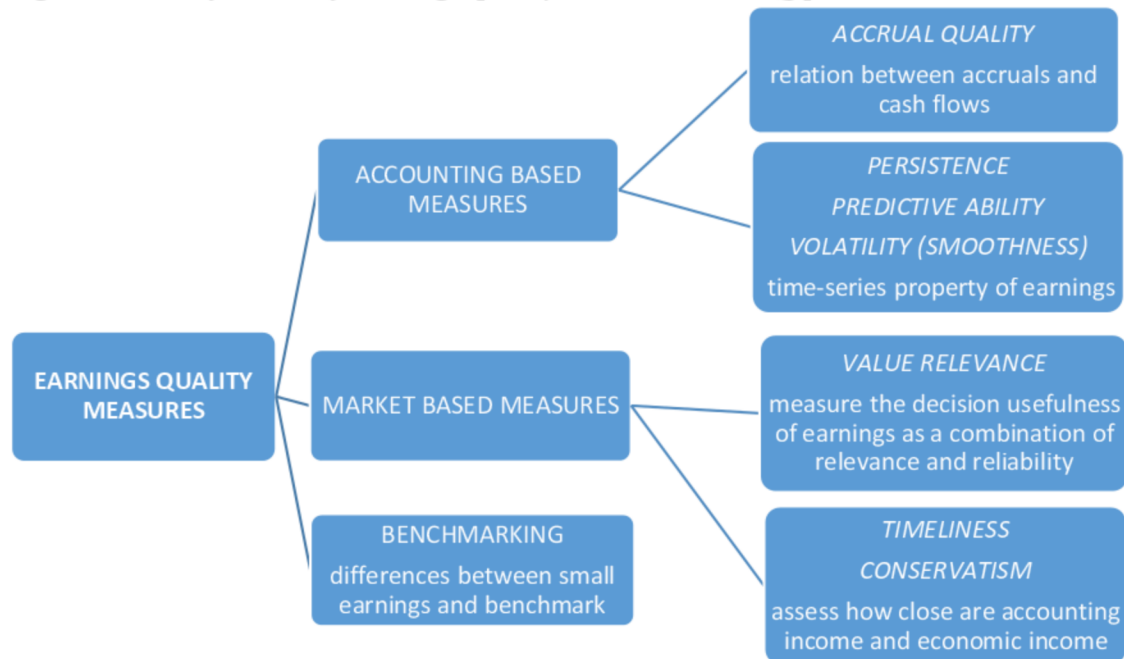 ACCRUAL QUALITY
relation between accruals and
cash flows
ACCOUNTING BASED
MEASURES
PERSISTENCE
PREDICTIVE ABILITY
VOLATILITY (SMOOTHNESS)
time-series property of earnings
EARNINGS QUALITY
MEASURES
MARKET BASED MEASURES
VALUE RELEVANCE
measure the decision usefulness
of earnings as a combination of
relevance and reliability
BENCHMARKING
differences between small
earnings and benchmark
TIMELINESS
CONSERVATISM
assess how close are accounting
income and economic income